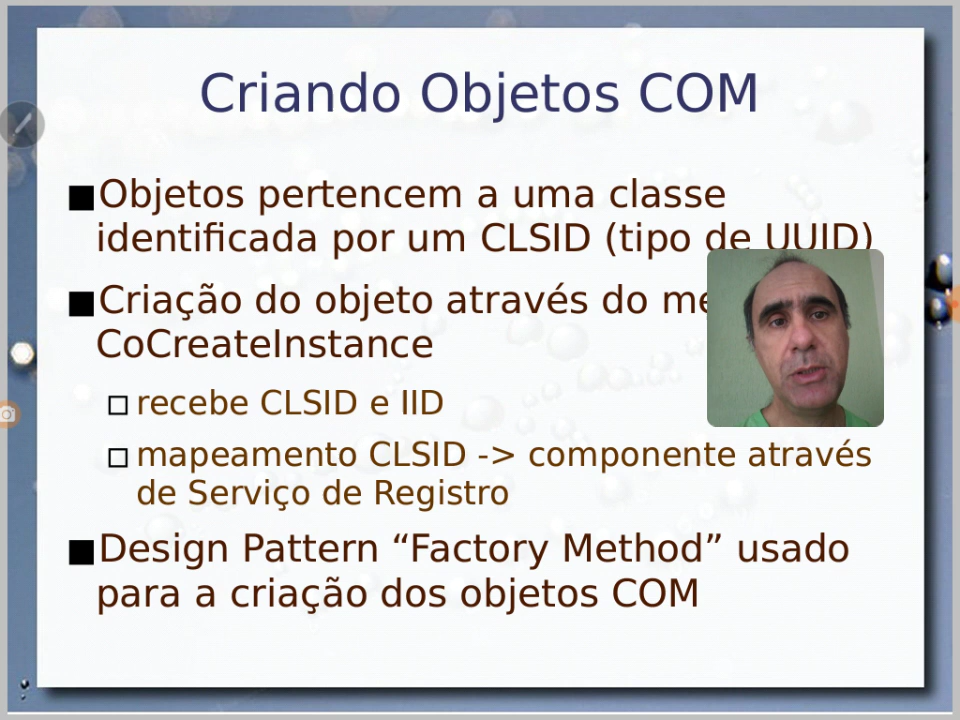 Criando Objetos COM
Objetos pertencem a uma classe
identificada por um CLSID (tipo de UUID)
Criação do objeto através do
CoCreateInstance
recebe CLSID e IID
mapeamento CLSID -> componente através
de Serviço de Registro
Design Pattern “Factory Method” usado
para a criação dos objetos COM